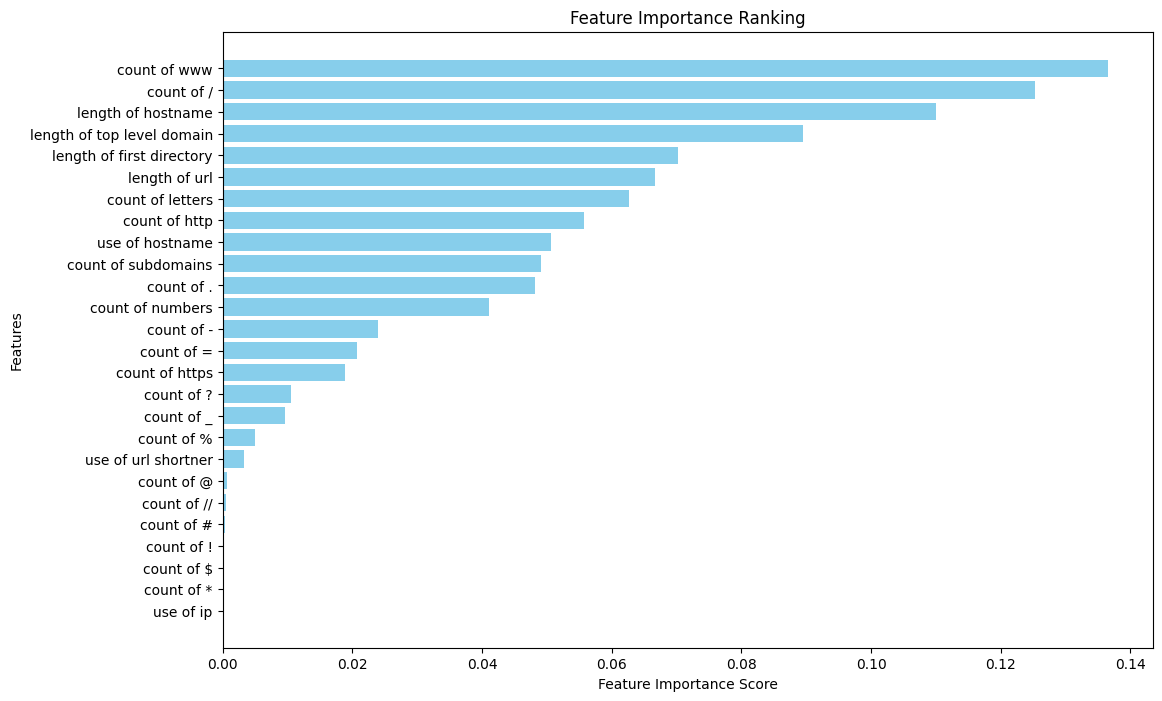 Feature Importance Ranking
Features
count of www
count of /
length of hostname
length of top level domain
length of first directory
length of url
count of letters
count of http
use of hostname
count of subdomains
count of .
count of numbers
count of -
count of =
count of https
count of ?
count of _
count of %
use of url shortner
count of @
count of //
count of #
count of !
count of $
count of *
use of ip
0.00 0.02 0.04 0.06 0.08 0.10 0.12 0.14
Feature Importance Score